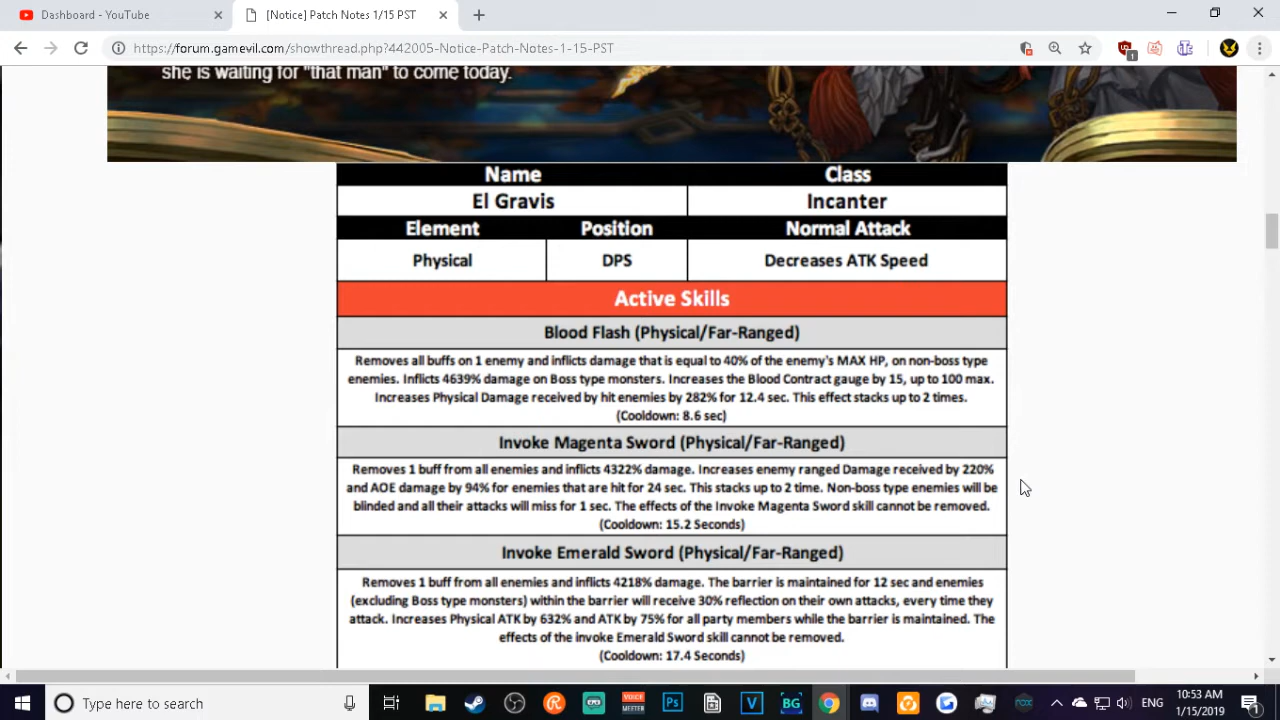 Dashboard - YouTube
[Notice] Patch Notes 1/15 PST
https://forum.gamevil.com/showthread.php?442005-Notice-Patch-Notes-1-15-PST
1
she is waiting for "that man" to come today.
Name Class
El Gravis Incanter
Element Position Normal Attack
Physical DPS Decreases ATK Speed
Active Skills
Blood Flash (Physical/Far-Ranged)
Removes all buffs on 1 enemy and inflicts damage that is equal to 40% of the enemy's MAX HP, on non-boss type
enemies. Inflicts 4639% damage on Boss type monsters. Increases the Blood Contract gauge by 15, up to 100 max.
Increases Physical Damage received by hit enemies by 282% for 12.4 sec. This effect stacks up to 2 times.
(Cooldown: 8.6 sec)
Invoke Magenta Sword (Physical/Far-Ranged)
Removes 1 buff from all enemies and inflicts 4322% damage. Increases enemy ranged Damage received by 220%
and AOE damage by 94% for enemies that are hit for 24 sec. This stacks up to 2 time. Non-boss type enemies will be
blinded and all their attacks will miss for 1 sec. The effects of the Invoke Magenta Sword skill cannot be removed.
(Cooldown: 15.2 Seconds)
Invoke Emerald Sword (Physical/Far-Ranged)
Removes 1 buff from all enemies and inflicts 4218% damage. The barrier is maintained for 12 sec and enemies
(excluding Boss type monsters) within the barrier will receive 30% reflection on their own attacks, every time they
attack. Increases Physical ATK by 632% and ATK by 75% for all party members while the barrier is maintained. The
effects of the invoke Emerald Sword skill cannot be removed.
(Cooldown: 17.4 Seconds)
Type here to search
VOICE
MEETER
Ps
V
BG
nox
ENG
10:53 AM
1/15/2019
1